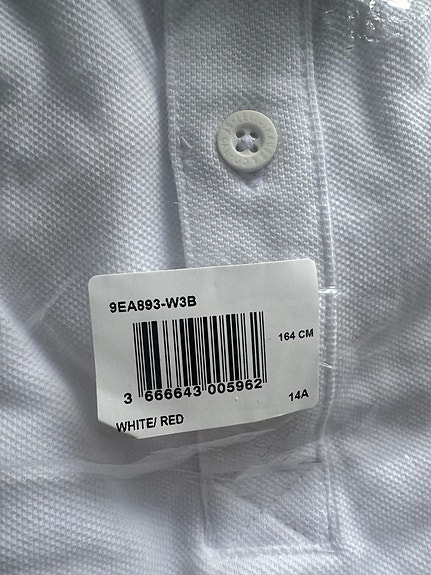 9EA893-W3B
164 CM
3 666643 005962
14A
WHITE/ RED